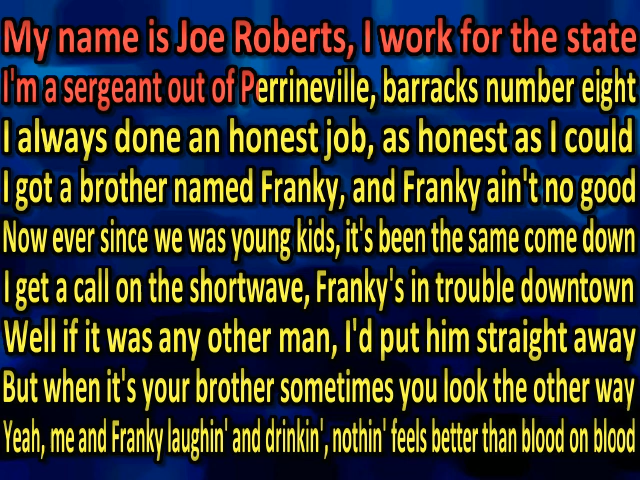 My name is Joe Roberts, I work for the state
I'm a sergeant out of Perrineville, barracks number eight
I always done an honest job, as honest as I could
I got a brother named Franky, and Franky ain't no good
Now ever since we was young kids, it's been the same come down
I get a call on the shortwave, Franky's in trouble downtown
Well if it was any other man, I'd put him straight away
But when it's your brother sometimes you look the other way
Yeah, me and Franky laughin' and drinkin', nothin' feels better than blood on blood